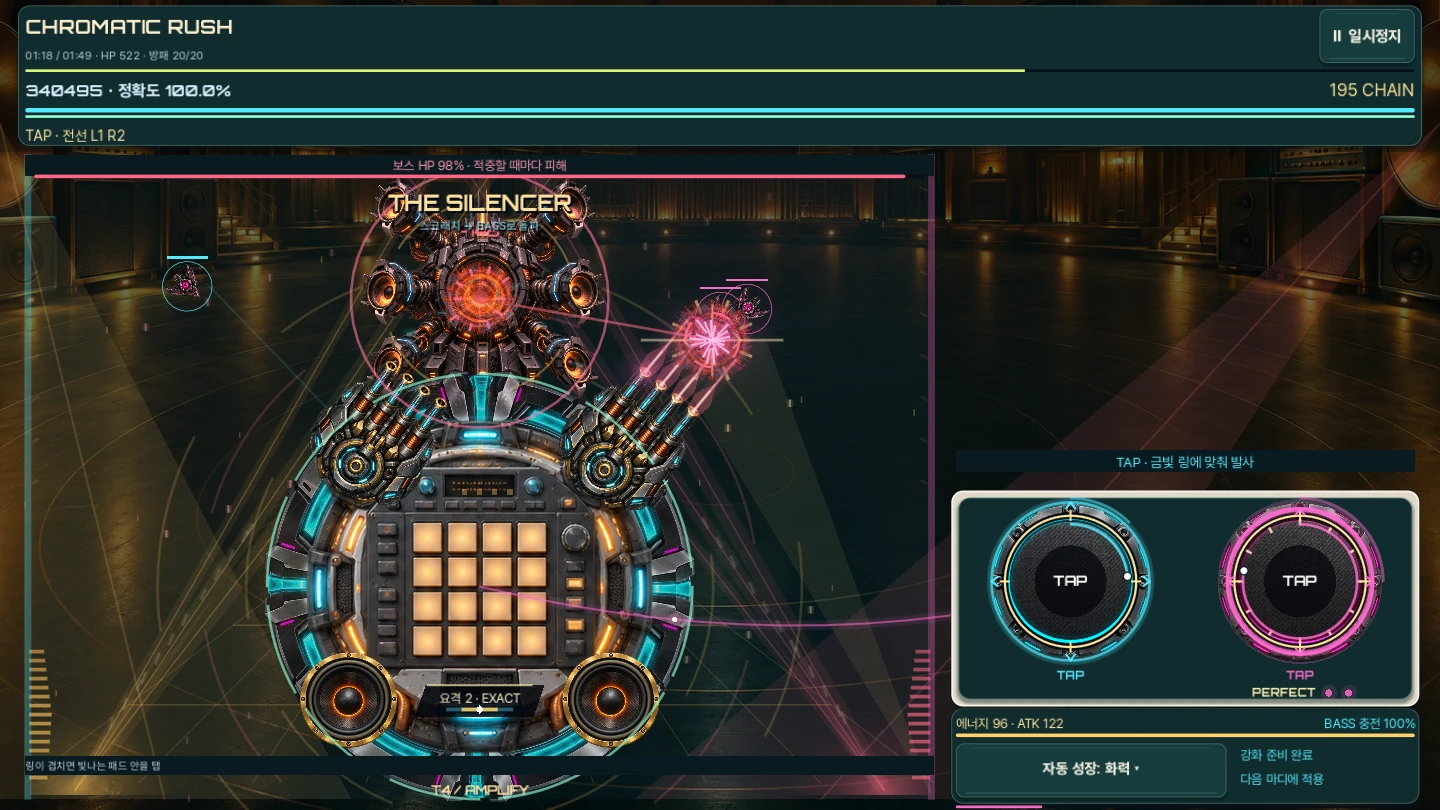 CHROMATIC RUSH
01:18 / 01:49 · HP 522 · 방패 20/20
II 일시정지
340495 · 정확도 100.0%
195 CHAIN
TAP · 전선 L1 R2
보스 HP 98% · 적중할 때마다 피해
THE SILENCER
TAP · 금빛 링에 맞춰 발사
TAP
TAP
TAP
TAP
PERFECT
요격 2 · EXACT
에너지 96 · ATK 122
BASS 충전 100%
자동 성장: 화력 ▾
강화 준비 완료
다음 마디에 적용
링이 겹치면 빛나는 패드 안을 탭
T4 / AMPLIFY